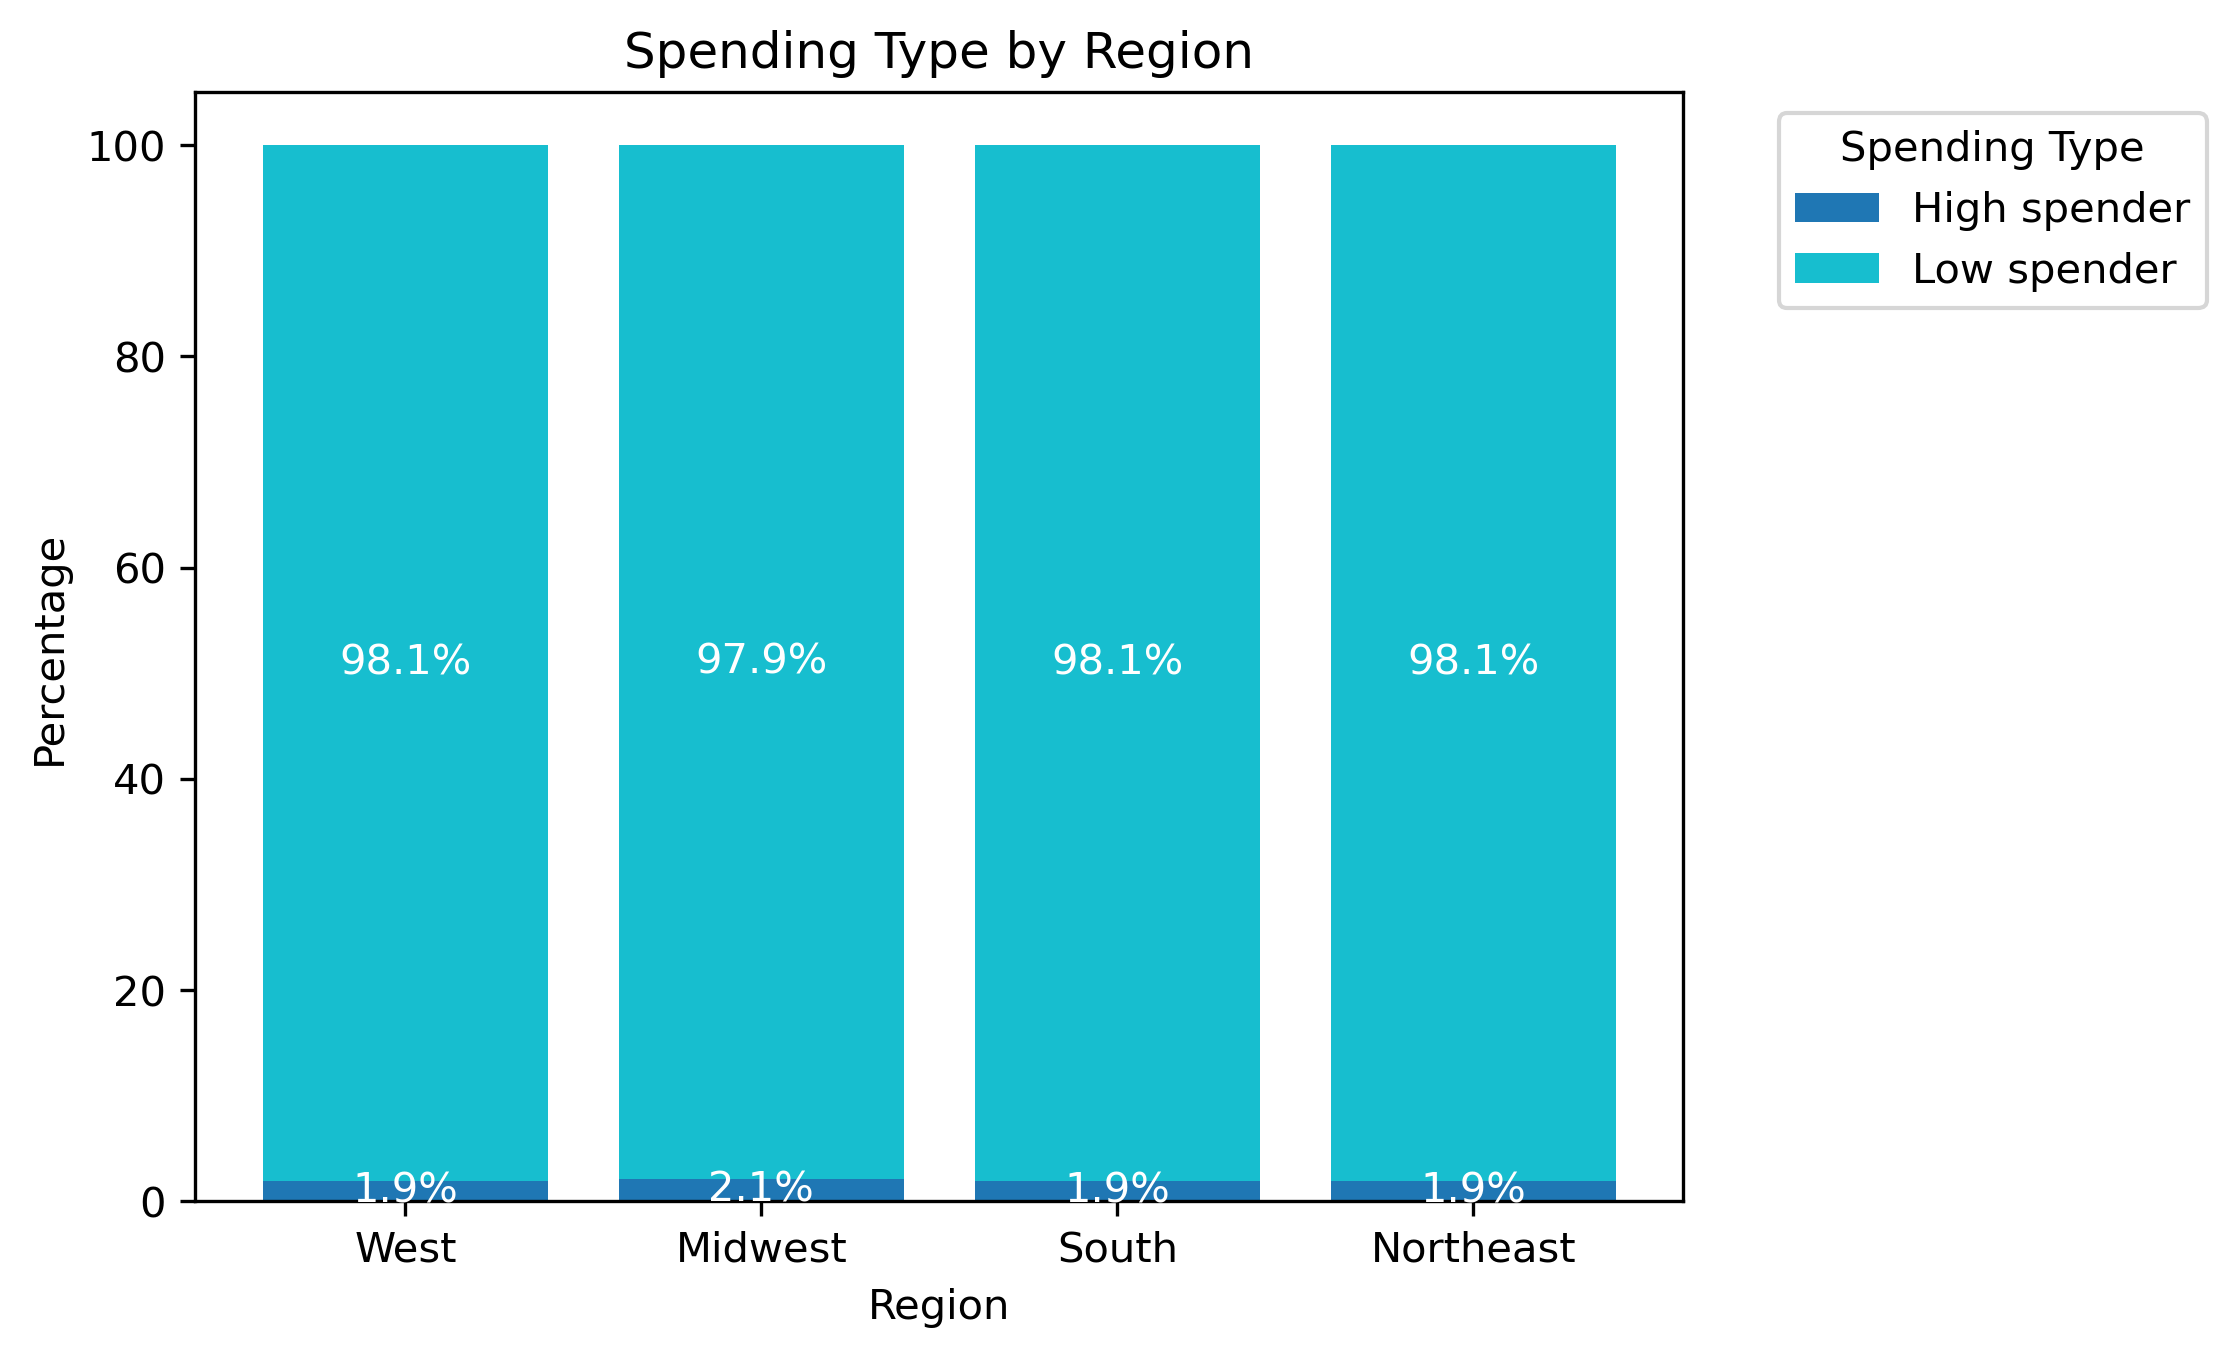 Spending Type by Region
Percentage
100
80
60
40
20
0
98.1%
97.9%
98.1%
98.1%
1.9%
2.1%
1.9%
1.9%
West
Midwest
South
Northeast
Region
Spending Type
High spender
Low spender